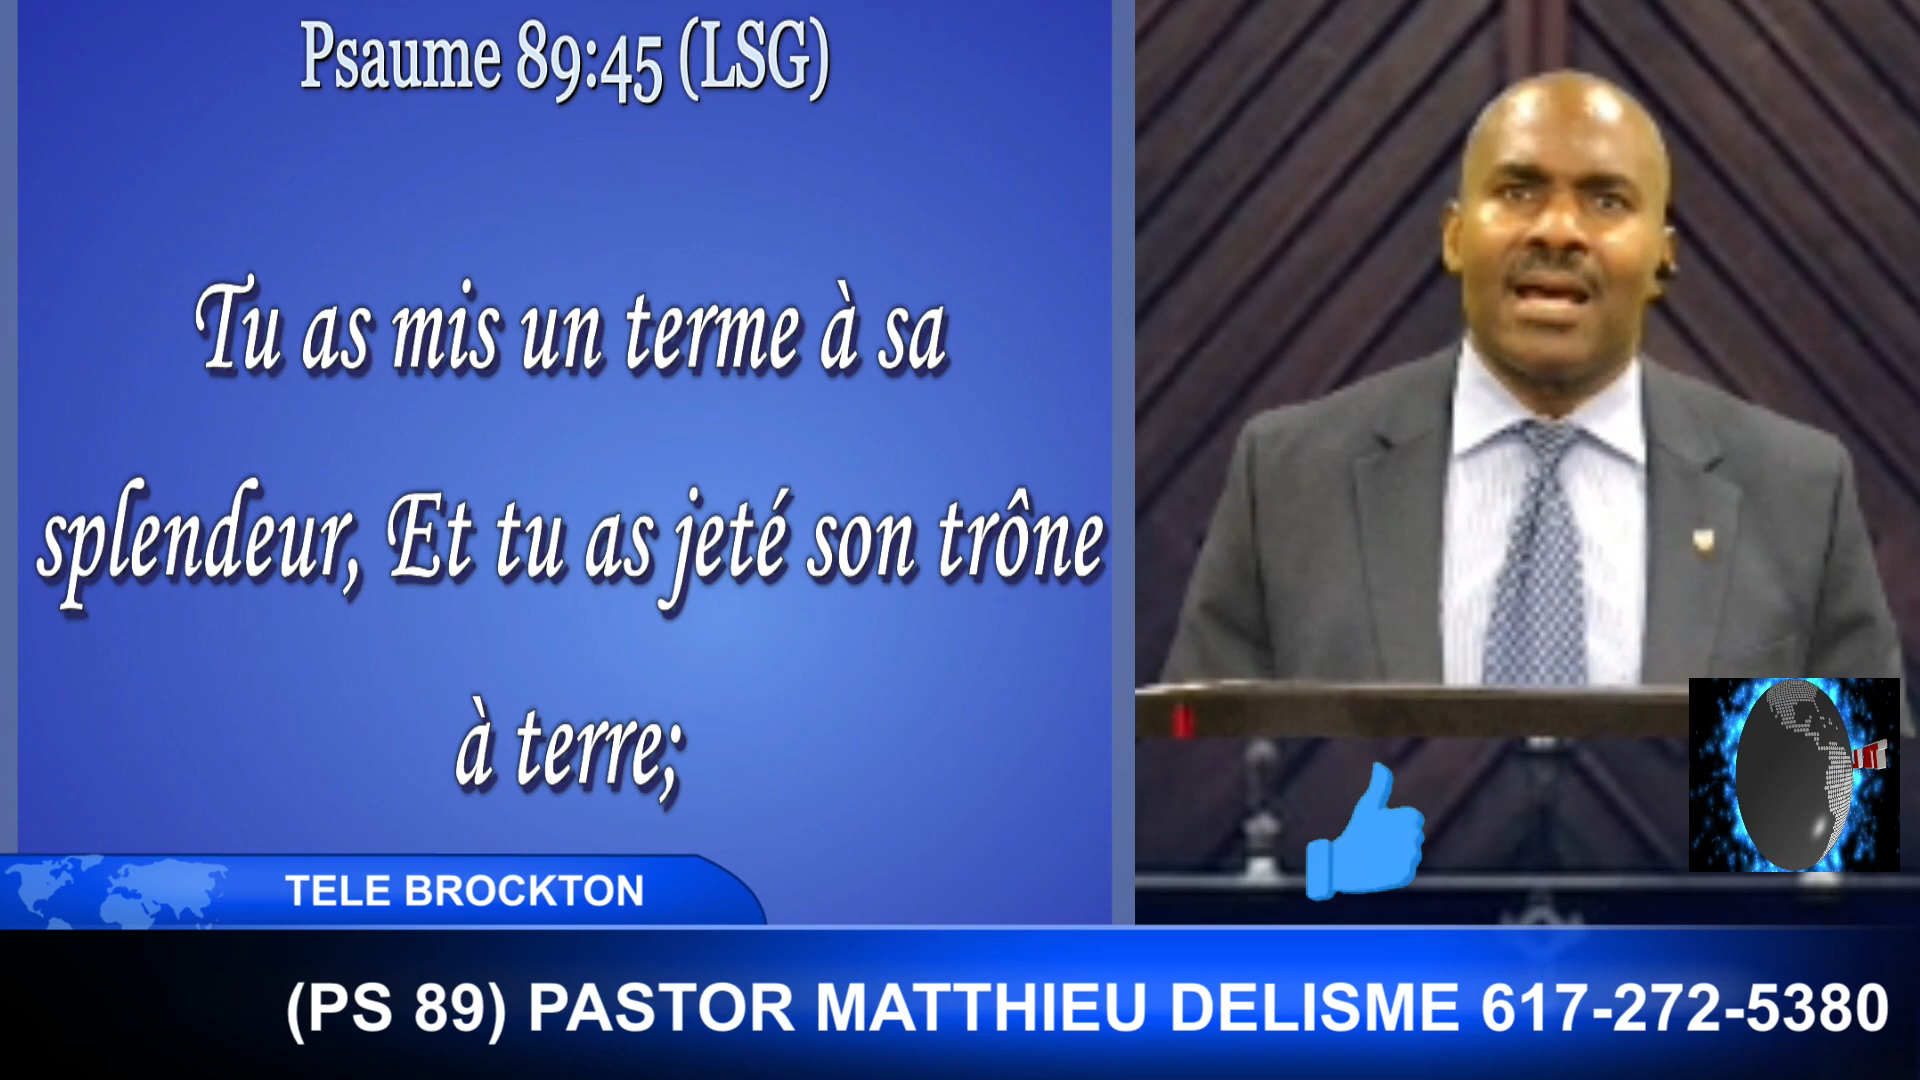 Psaume 89:45 (LSG)
Tu as mis un terme à sa
splendeur, Et tu as jeté son trône
à terre;
TELE BROCKTON
(PS 89) PASTOR MATTHIEU DELISME 617-272-5380